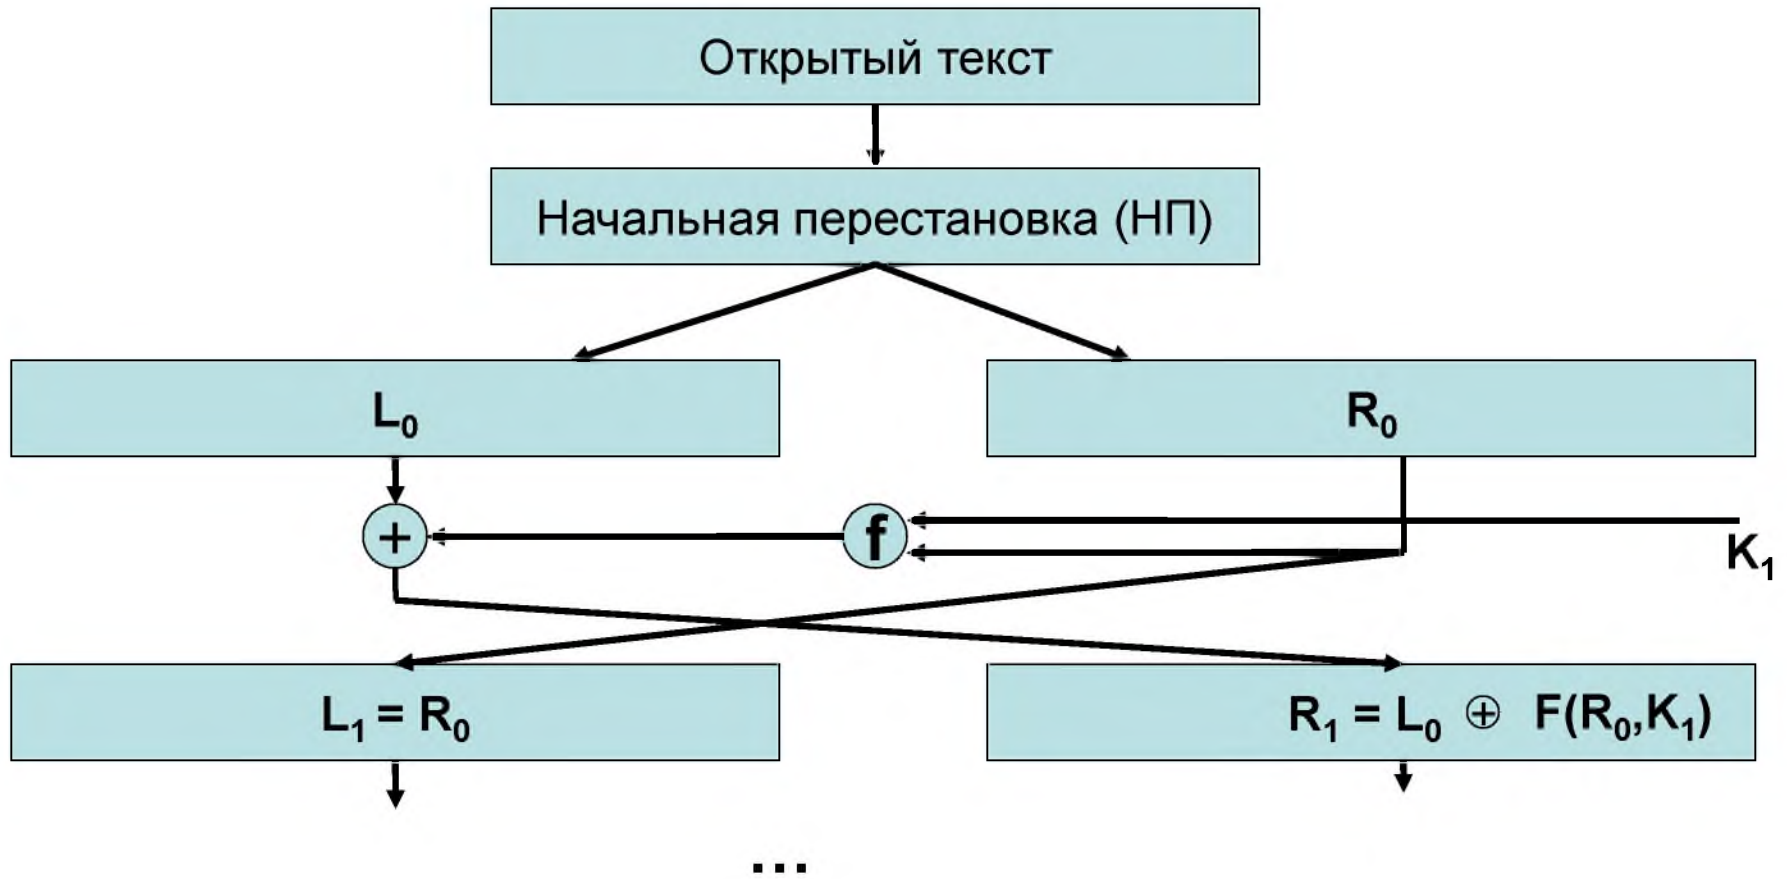 Открытый текст
Начальная перестановка (НП)
L₀
R₀
+
f
K₁
L₁ = R₀
R₁ = L₀ ⊕ F(R₀,K₁)
...